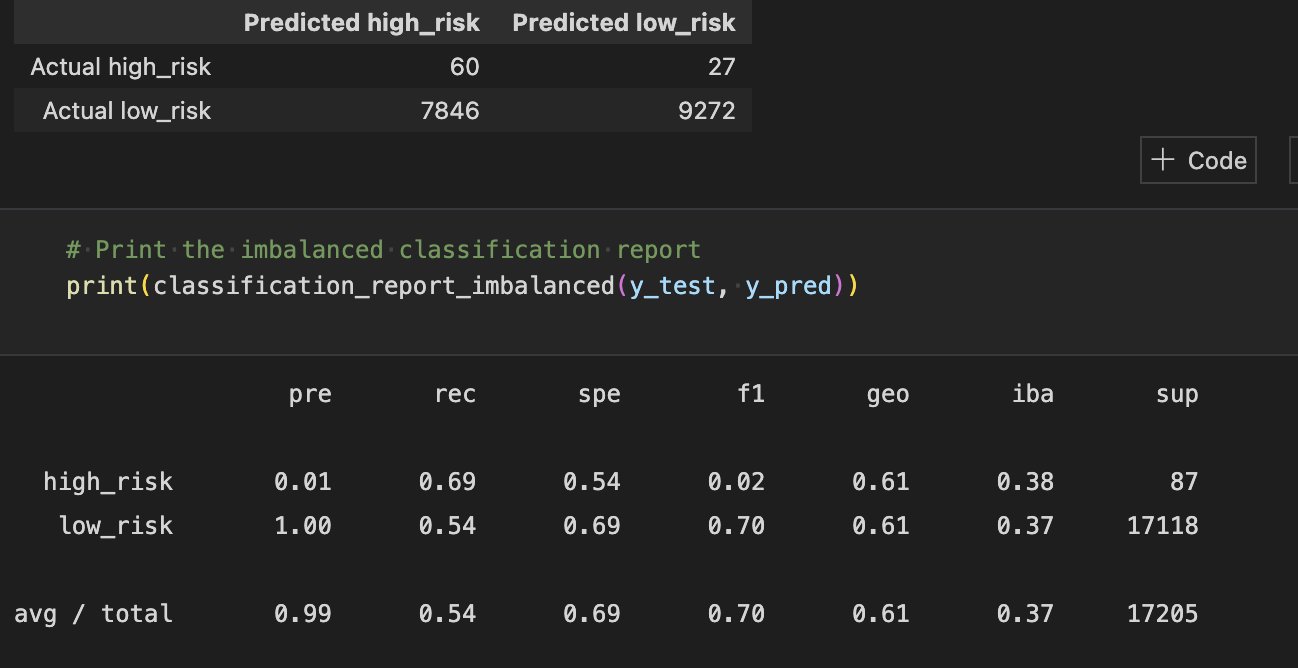 Predicted high_risk Predicted low_risk
Actual high_risk 60 27
Actual low_risk 7846 9272
+ Code
# Print the imbalanced classification report
print(classification_report_imbalanced(y_test, y_pred))
pre rec spe f1 geo iba sup
high_risk 0.01 0.69 0.54 0.02 0.61 0.38 87
low_risk 1.00 0.54 0.69 0.70 0.61 0.37 17118
avg / total 0.99 0.54 0.69 0.70 0.61 0.37 17205